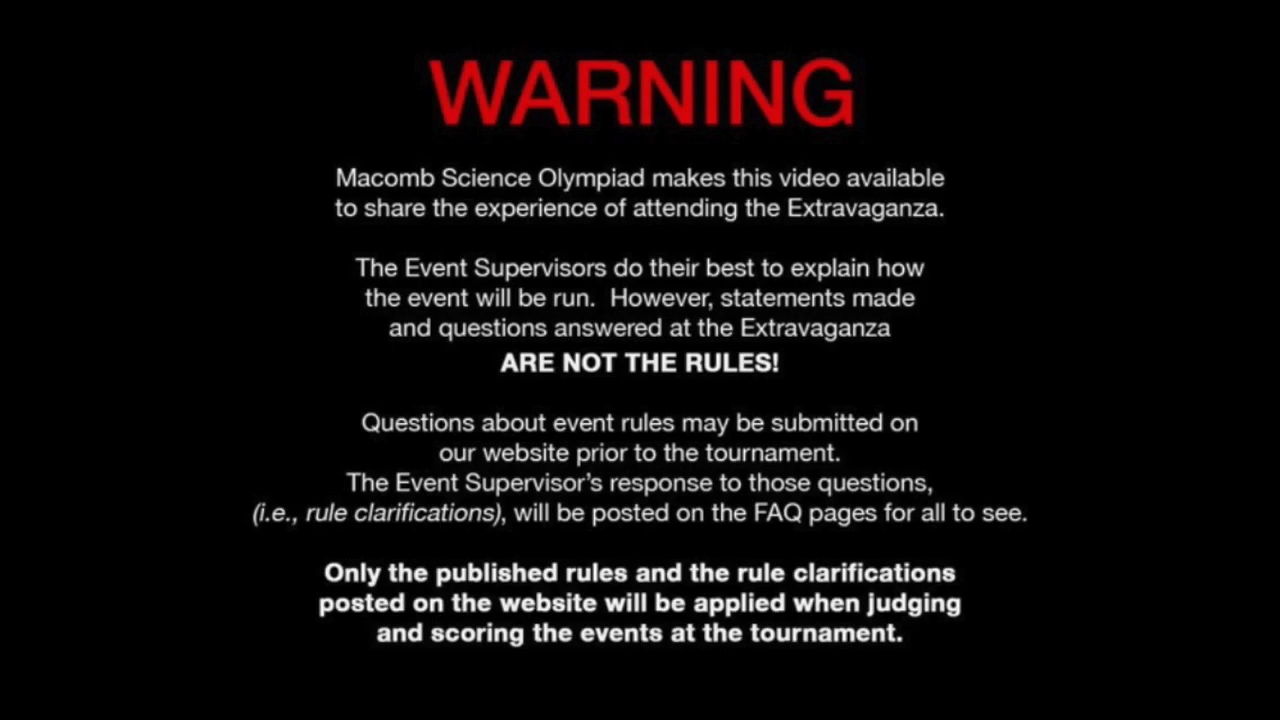 WARNING
Macomb Science Olympiad makes this video available
to share the experience of attending the Extravaganza.
The Event Supervisors do their best to explain how
the event will be run.  However, statements made
and questions answered at the Extravaganza
ARE NOT THE RULES!
Questions about event rules may be submitted on
our website prior to the tournament.
The Event Supervisor’s response to those questions,
(i.e., rule clarifications), will be posted on the FAQ pages for all to see.
Only the published rules and the rule clarifications
posted on the website will be applied when judging
and scoring the events at the tournament.